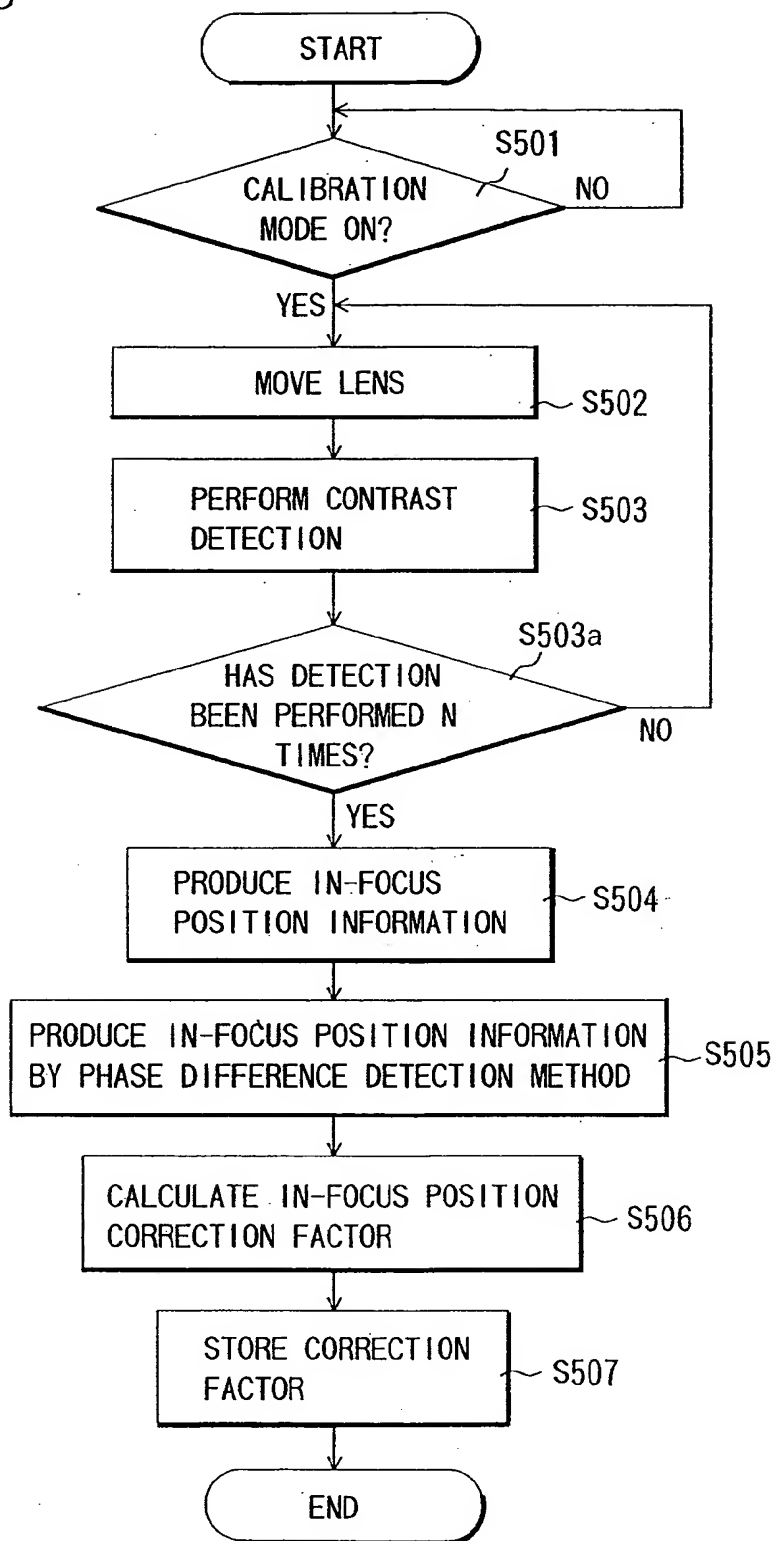 START
S501
CALIBRATION
MODE ON?
NO
YES
MOVE LENS
S502
PERFORM CONTRAST
DETECTION
S503
S503a
HAS DETECTION
BEEN PERFORMED N
TIMES?
NO
YES
PRODUCE IN-FOCUS
POSITION INFORMATION
S504
PRODUCE IN-FOCUS POSITION INFORMATION
BY PHASE DIFFERENCE DETECTION METHOD
S505
CALCULATE IN-FOCUS POSITION
CORRECTION FACTOR
S506
STORE CORRECTION
FACTOR
S507
END